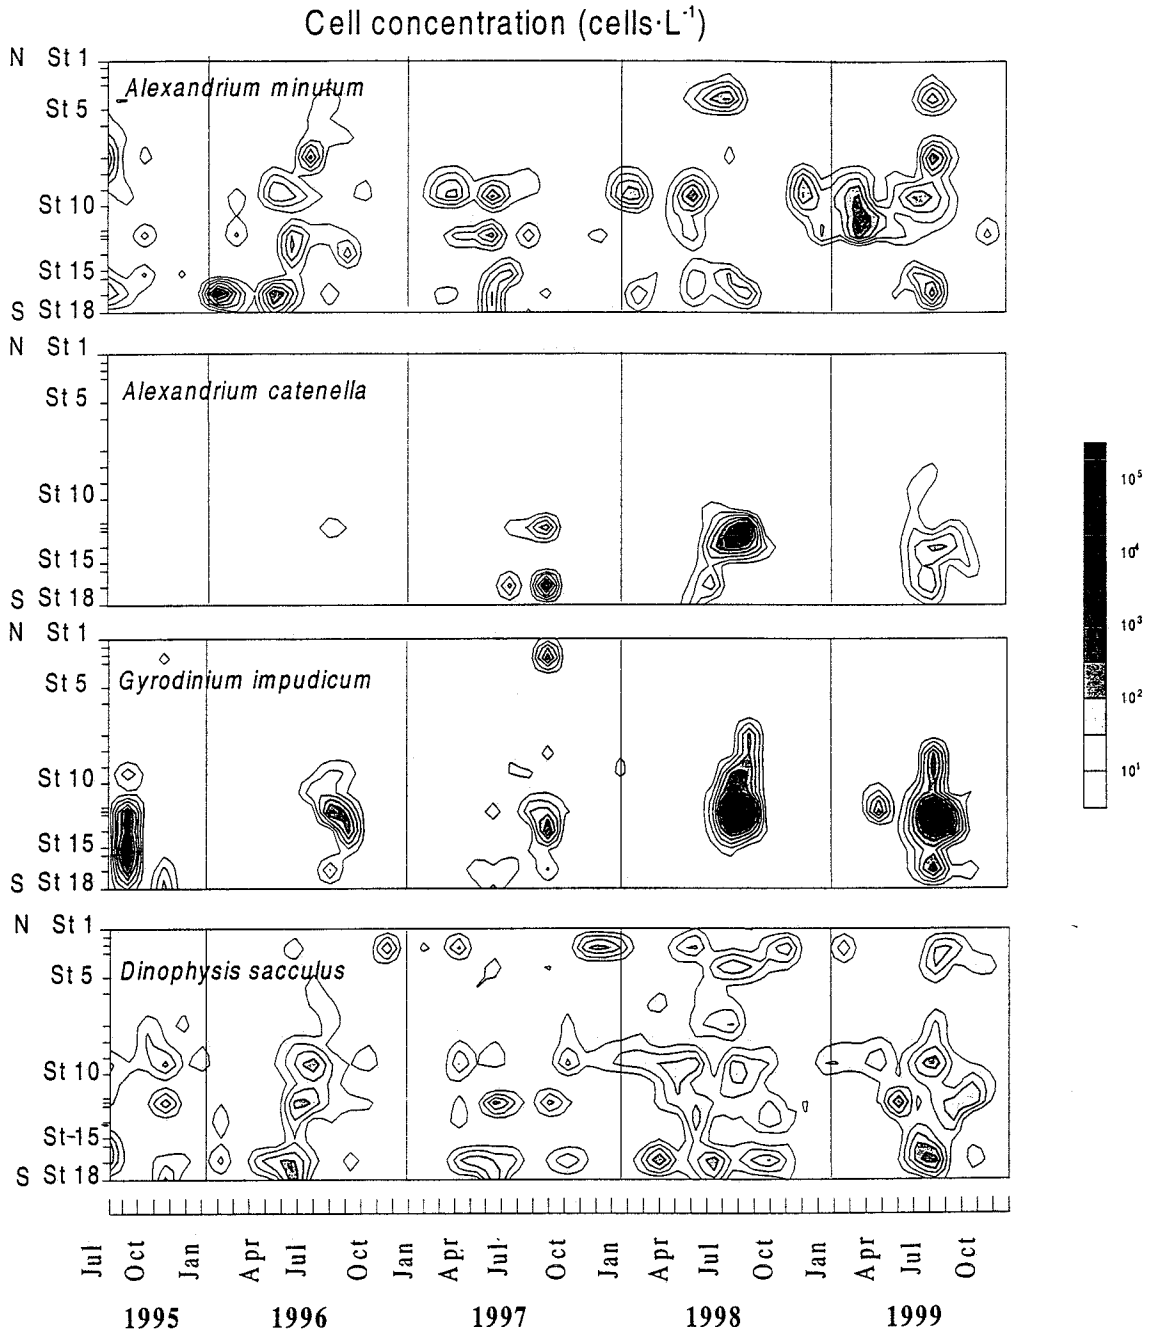 Cell concentration (cells·L⁻¹)
N St 1
Alexandrium minutum
St 5
St 10
St 15
S St 18
N St 1
Alexandrium catenella
St 5
St 10
St 15
S St 18
10⁵
10⁴
10³
10²
10¹
N St 1
Gyrodinium impudicum
St 5
St 10
St 15
S St 18
N St 1
Dinophysis sacculus
St 5
St 10
St-15
S St 18
Jul Oct Jan Apr Jul Jan Apr Jul Oct Jan Apr Jul Oct Jan Apr Jul Oct
1995 1996 1997 1998 1999